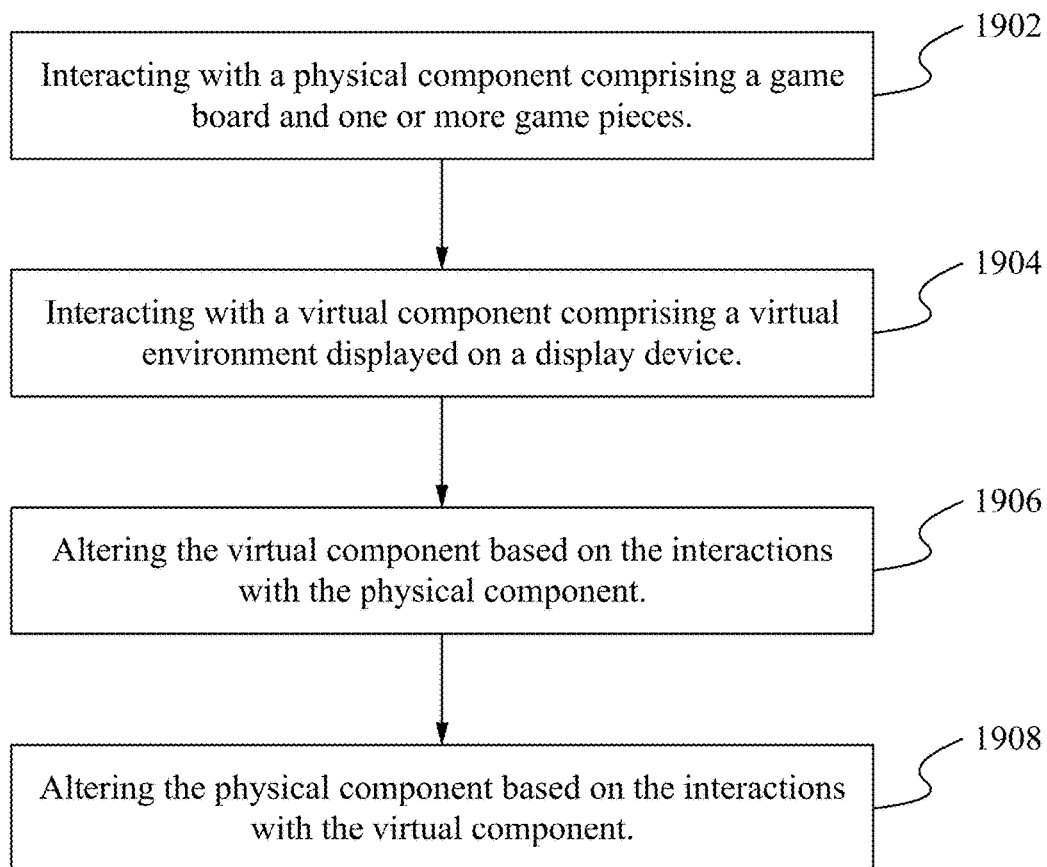 1902
Interacting with a physical component comprising a game
board and one or more game pieces.
1904
Interacting with a virtual component comprising a virtual
environment displayed on a display device.
1906
Altering the virtual component based on the interactions
with the physical component.
1908
Altering the physical component based on the interactions
with the virtual component.